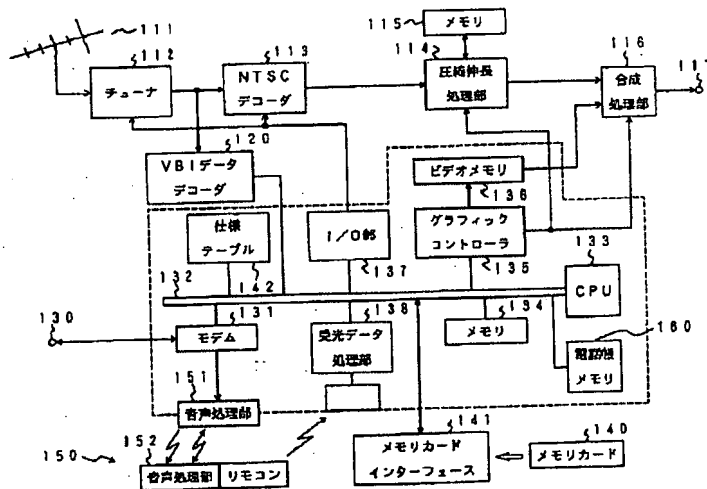 111
112
チューナ
113
NTSC
デコーダ
115
メモリ
114
圧縮伸長
処理部
116
合成
処理部
120
VBIデータ
デコーダ
ビデオメモリ
136
仕様
テーブル
142
I/O部
137
グラフィック
コントローラ
135
133
CPU
132
130
131
モデム
138
受光データ
処理部
134
メモリ
160
電話機
メモリ
151
音声処理部
150
152
音声処理部
リモコン
141
メモリカード
インターフェース
140
メモリカード